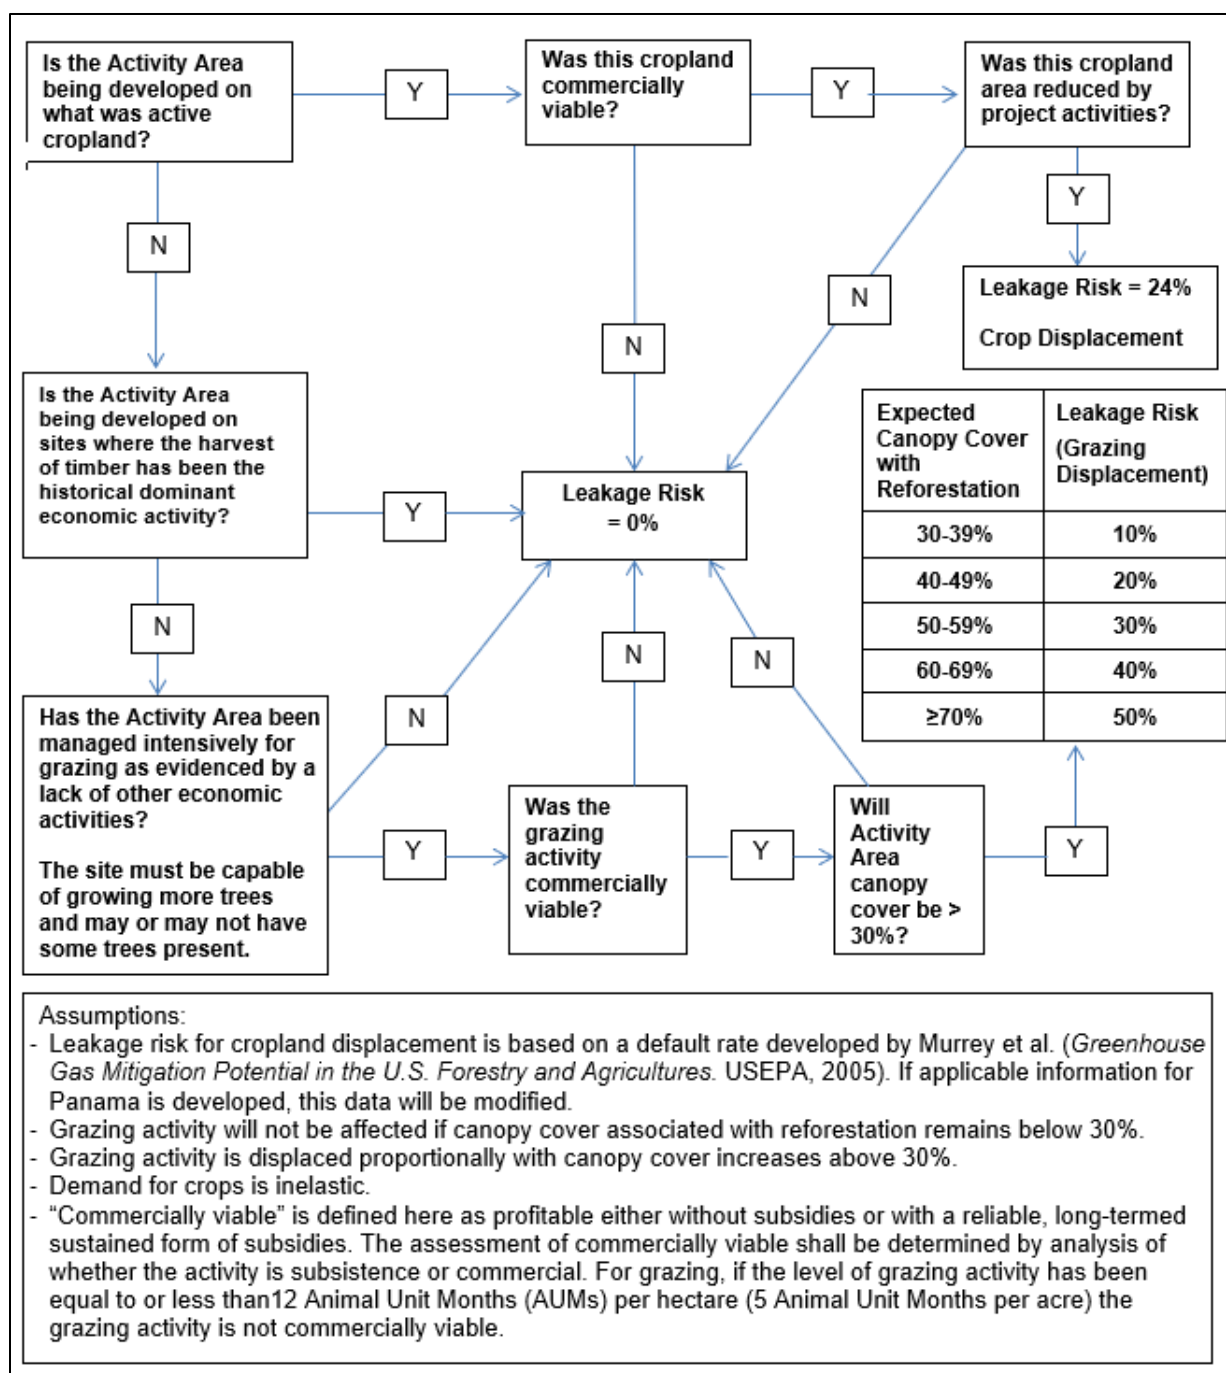 Is the Activity Area
being developed on
what was active
cropland?
Y
Was this cropland
commercially
viable?
Y
Was this cropland
area reduced by
project activities?
N
N
N
Y
Leakage Risk = 24%
Crop Displacement
Is the Activity Area
being developed on
sites where the harvest
of timber has been the
historical dominant
economic activity?
Y
Leakage Risk
= 0%
Expected
Canopy Cover
with
Reforestation
Leakage Risk
(Grazing
Displacement)
30-39%
10%
40-49%
20%
50-59%
30%
60-69%
40%
≥70%
50%
N
N
N
N
Has the Activity Area been
managed intensively for
grazing as evidenced by a
lack of other economic
activities?
The site must be capable
of growing more trees
and may or may not have
some trees present.
Y
Was the
grazing
activity
commercially
viable?
Y
Will
Activity
Area
canopy
cover be >
30%?
Y
Assumptions:
- Leakage risk for cropland displacement is based on a default rate developed by Murrey et al. (Greenhouse
Gas Mitigation Potential in the U.S. Forestry and Agricultures. USEPA, 2005). If applicable information for
Panama is developed, this data will be modified.
- Grazing activity will not be affected if canopy cover associated with reforestation remains below 30%.
- Grazing activity is displaced proportionally with canopy cover increases above 30%.
- Demand for crops is inelastic.
- “Commercially viable” is defined here as profitable either without subsidies or with a reliable, long-termed
sustained form of subsidies. The assessment of commercially viable shall be determined by analysis of
whether the activity is subsistence or commercial. For grazing, if the level of grazing activity has been
equal to or less than12 Animal Unit Months (AUMs) per hectare (5 Animal Unit Months per acre) the
grazing activity is not commercially viable.